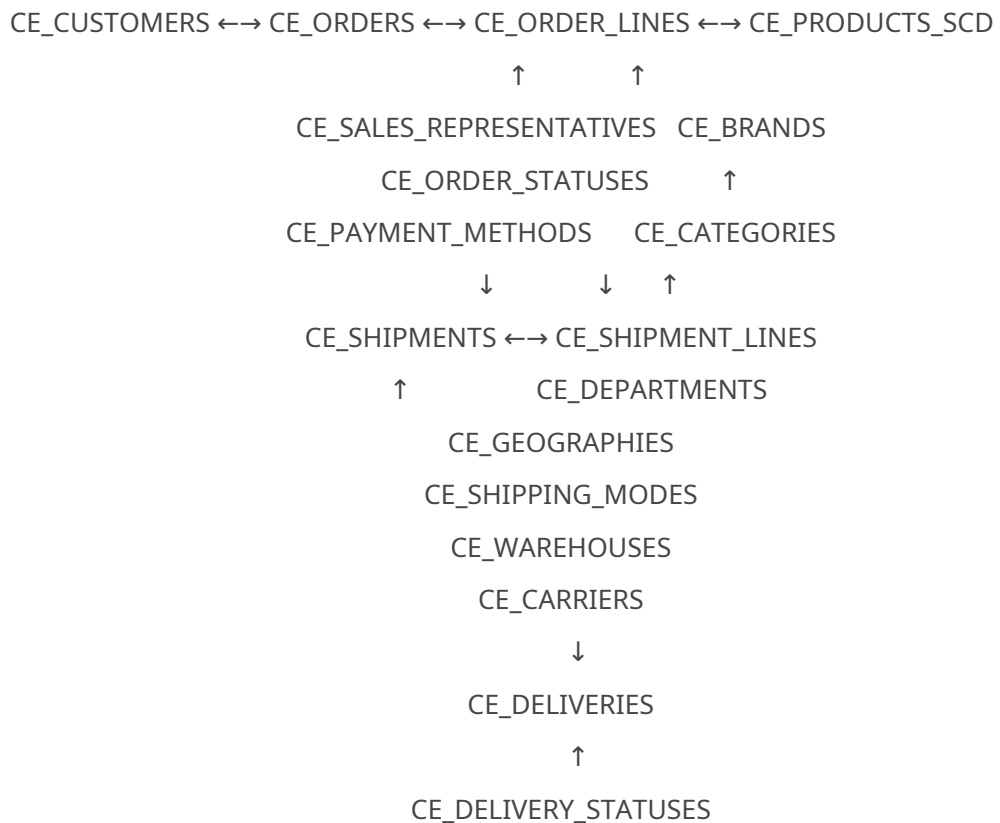 CE_CUSTOMERS ←→ CE_ORDERS ←→ CE_ORDER_LINES ←→ CE_PRODUCTS_SCD
↑ ↑
CE_SALES_REPRESENTATIVES CE_BRANDS
CE_ORDER_STATUSES ↑
CE_PAYMENT_METHODS CE_CATEGORIES
↓ ↓ ↑
CE_SHIPMENTS ←→ CE_SHIPMENT_LINES
↑ CE_DEPARTMENTS
CE_GEOGRAPHIES
CE_SHIPPING_MODES
CE_WAREHOUSES
CE_CARRIERS
↓
CE_DELIVERIES
↑
CE_DELIVERY_STATUSES